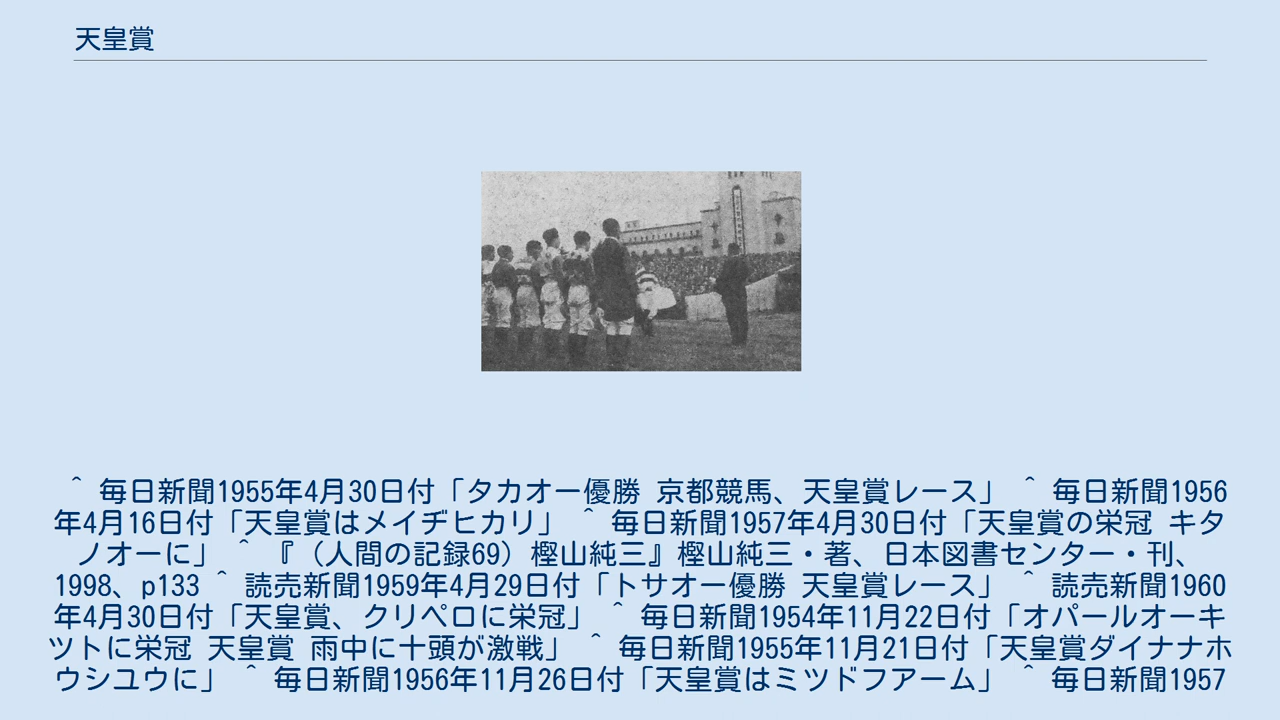 天皇賞
^ 毎日新聞1955年4月30日付「タカオー優勝 京都競馬、天皇賞レース」 ^ 毎日新聞1956
年4月16日付「天皇賞はメイヂヒカリ」 ^ 毎日新聞1957年4月30日付「天皇賞の栄冠 キタ
ノオーに」 ^ 『（人間の記録69）樫山純三』樫山純三・著、日本図書センター・刊、
1998、p133 ^ 読売新聞1959年4月29日付「トサオー優勝 天皇賞レース」 ^ 読売新聞1960
年4月30日付「天皇賞、クリペロに栄冠」 ^ 毎日新聞1954年11月22日付「オパールオーキ
ツトに栄冠 天皇賞 雨中に十頭が激戦」 ^ 毎日新聞1955年11月21日付「天皇賞ダイナナホ
ウシユウに」 ^ 毎日新聞1956年11月26日付「天皇賞はミツドフアーム」 ^ 毎日新聞1957